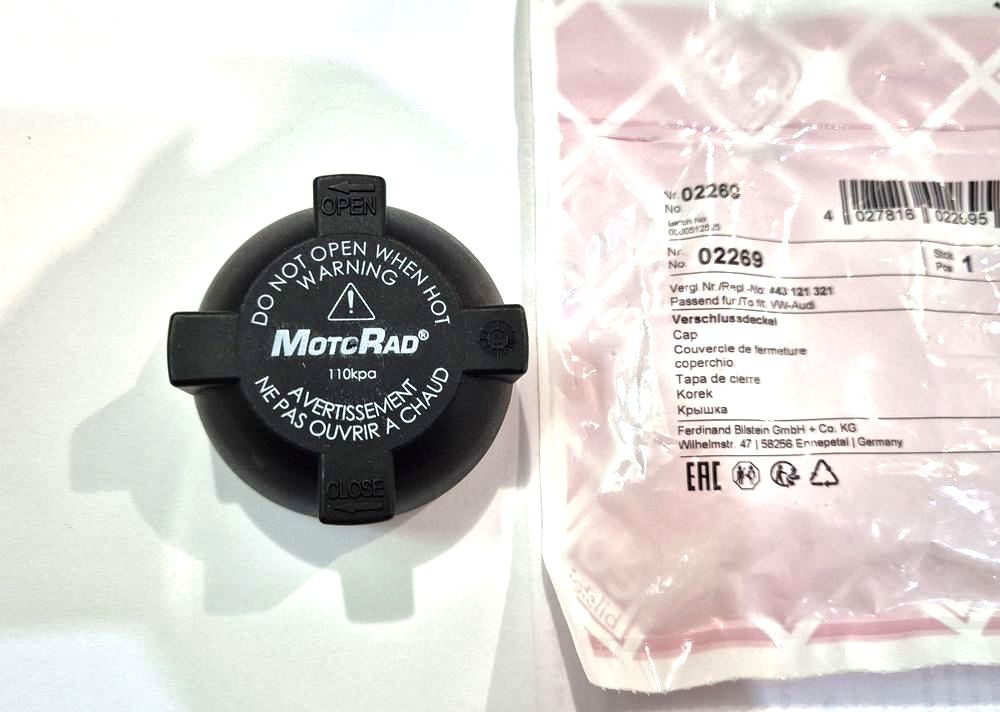 OPEN
DO NOT OPEN WHEN HOT
WARNING
MOTORAD®
110kpa
AVERTISSEMENT
NE PAS OUVRIR A CHAUD
CLOSE
Nr. 02269
No.
4 027816 022695
Nr. 02269
No.
Stck 1
Pce
Vergl.Nr./Repl.-No: 443 121 321
Passend für/To fit: VW-Audi
Verschlussdeckel
Cap
Couvercle de fermeture
coperchio
Tapa de cierre
Korek
Крышка
Ferdinand Bilstein GmbH + Co. KG
Wilhelmstr. 47 | 58256 Ennepetal | Germany
EAC